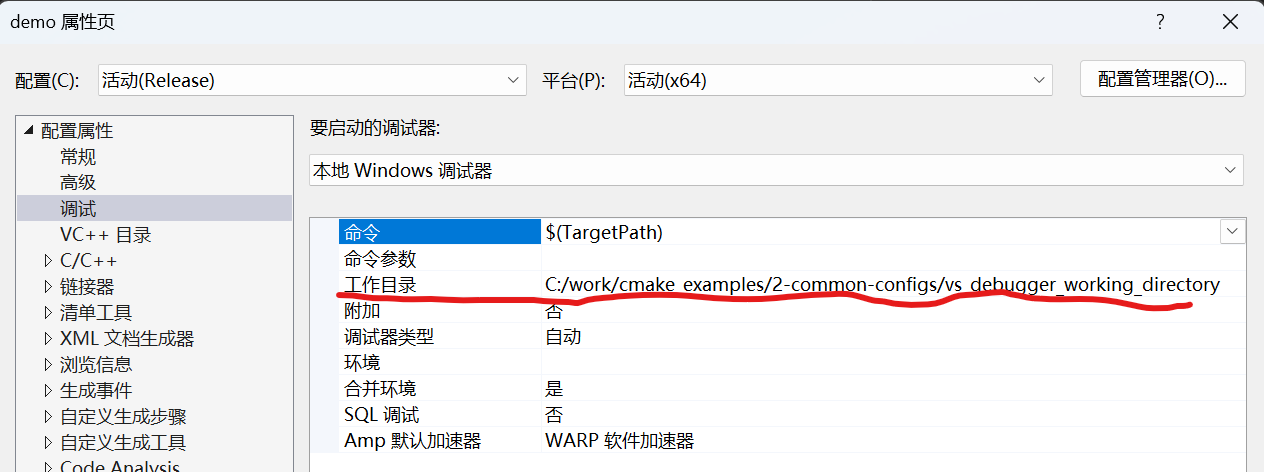 demo 属性页
配置(C): 活动(Release) 平台(P): 活动(x64) 配置管理器(O)...
配置属性
常规
高级
调试
VC++ 目录
C/C++
链接器
清单工具
XML 文档生成器
浏览信息
生成事件
自定义生成步骤
自定义生成工具
Code Analysis
要启动的调试器:
本地 Windows 调试器
命令 $(TargetPath)
命令参数
工作目录 C:/work/cmake_examples/2-common-configs/vs_debugger_working_directory
附加 否
调试器类型 自动
环境
合并环境 是
SQL 调试 否
Amp 默认加速器 WARP 软件加速器